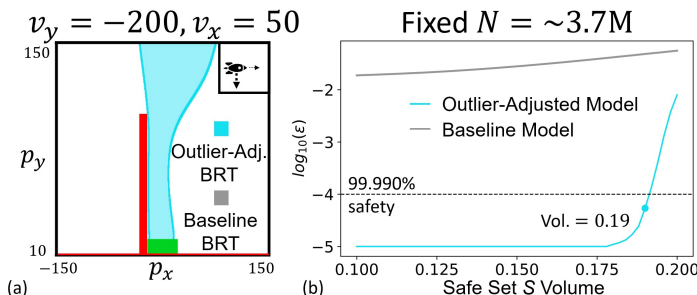 v_y = −200, v_x = 50
150
p_y
10
−150
p_x
150
Outlier-Adj.
BRT
Baseline
BRT
(a)
Fixed N = ~3.7M
log₁₀(ε)
−2
−3
−4
−5
Outlier-Adjusted Model
Baseline Model
99.990%
safety
Vol. = 0.19
0.100
0.125
0.150
0.175
0.200
Safe Set S Volume
(b)